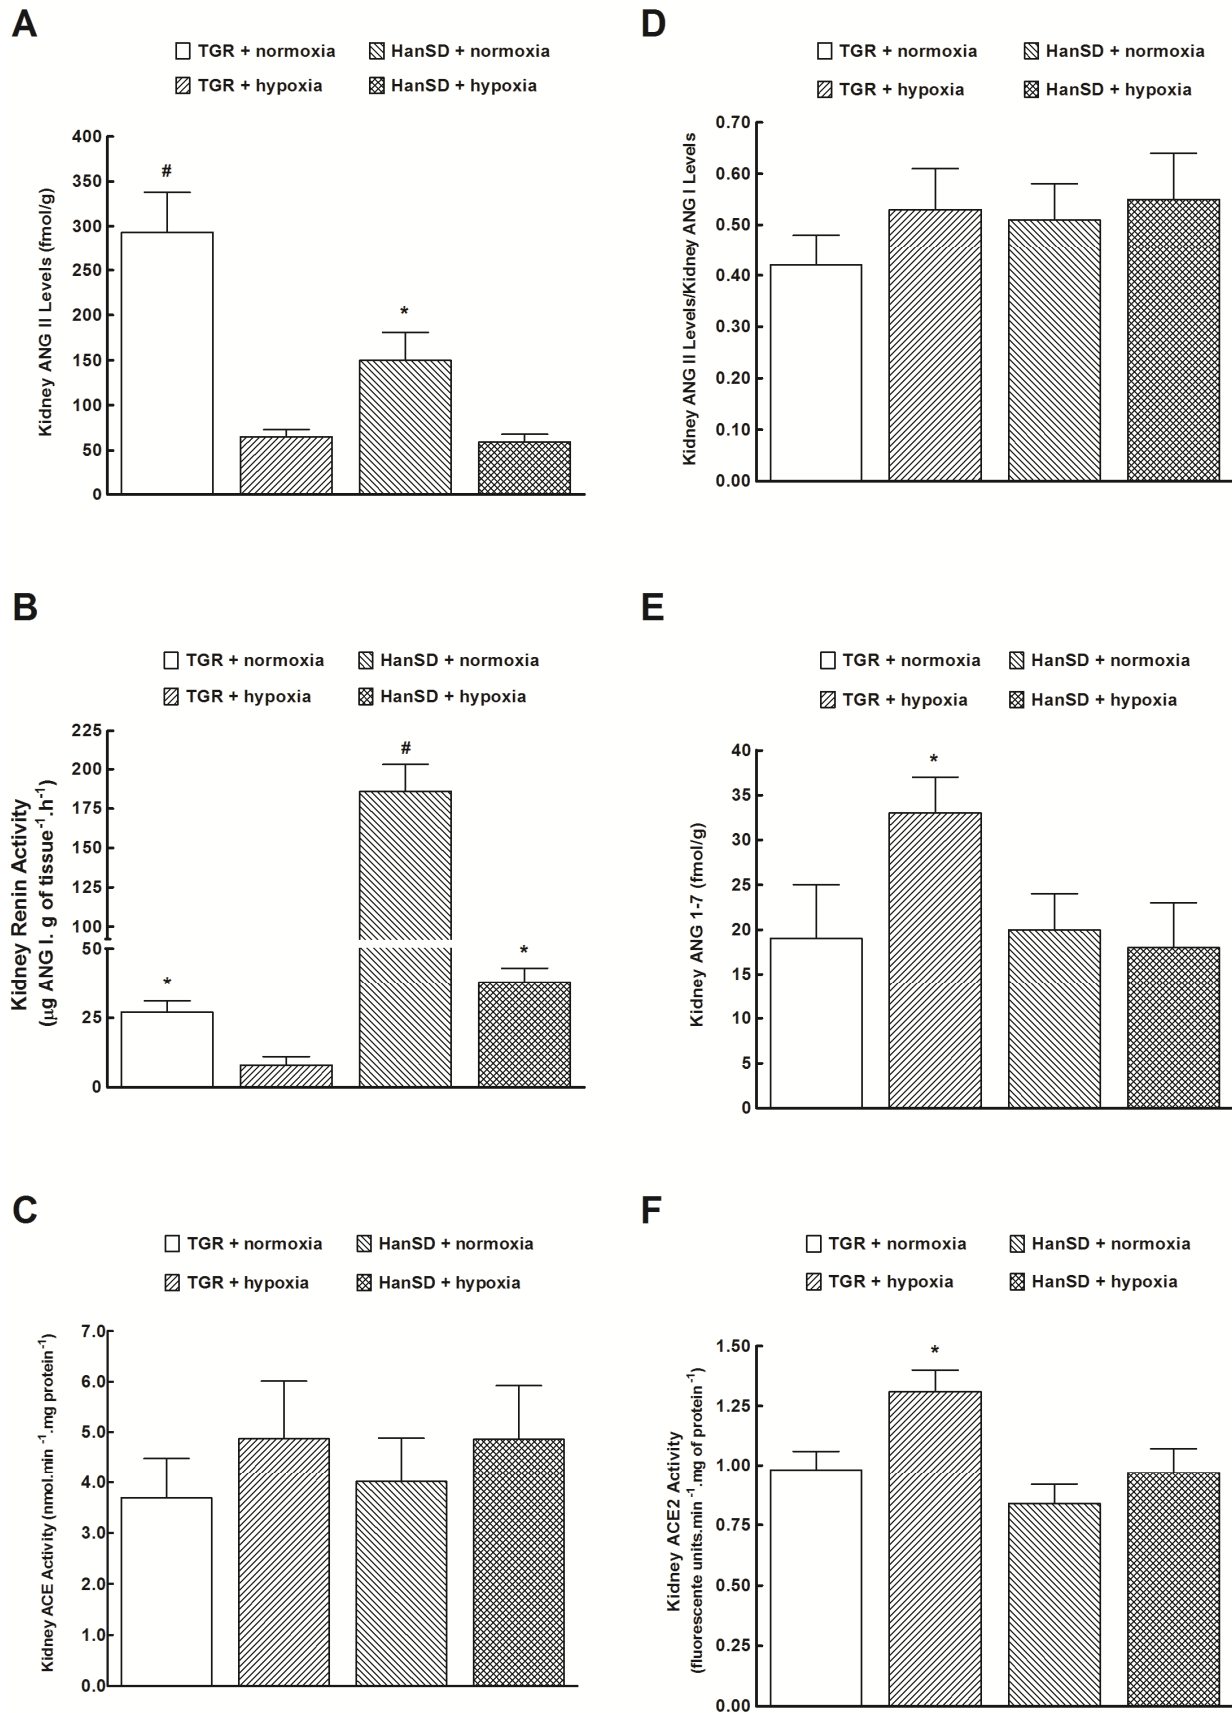 A
TGR + normoxia HanSD + normoxia
TGR + hypoxia HanSD + hypoxia
Kidney ANG II Levels (fmol/g)
400
350
300
250
200
150
100
50
0
#
*
B
TGR + normoxia HanSD + normoxia
TGR + hypoxia HanSD + hypoxia
Kidney Renin Activity
(µg ANG I. g of tissue⁻¹.h⁻¹)
225
200
175
150
125
100
50
25
0
*
#
*
C
TGR + normoxia HanSD + normoxia
TGR + hypoxia HanSD + hypoxia
Kidney ACE Activity (nmol.min⁻¹.mg protein⁻¹)
7.0
6.0
5.0
4.0
3.0
2.0
1.0
0.0
D
TGR + normoxia HanSD + normoxia
TGR + hypoxia HanSD + hypoxia
Kidney ANG II Levels/Kidney ANG I Levels
0.70
0.60
0.50
0.40
0.30
0.20
0.10
0.00
E
TGR + normoxia HanSD + normoxia
TGR + hypoxia HanSD + hypoxia
Kidney ANG 1-7 (fmol/g)
40
35
30
25
20
15
10
5
0
*
F
TGR + normoxia HanSD + normoxia
TGR + hypoxia HanSD + hypoxia
Kidney ACE2 Activity
(fluorescente units.min⁻¹.mg of protein⁻¹)
1.50
1.25
1.00
0.75
0.50
0.25
0.00
*